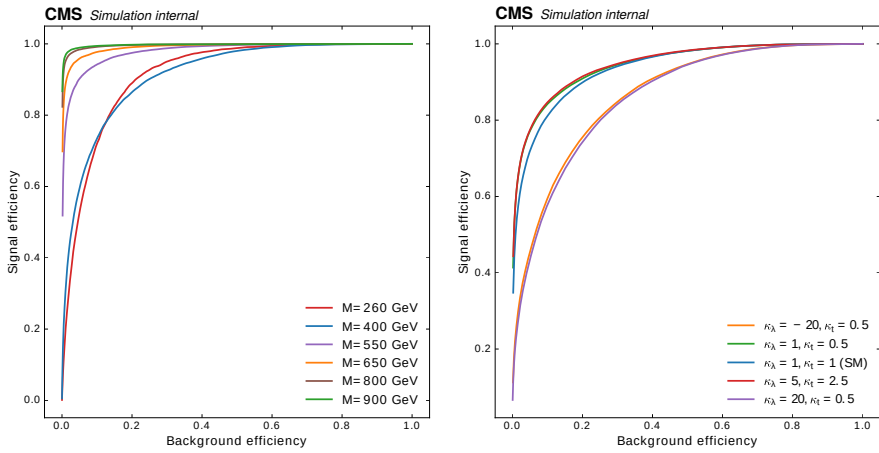 CMS Simulation internal
1.0
0.8
0.6
0.4
0.2
0.0
Signal efficiency
M= 260 GeV
M= 400 GeV
M= 550 GeV
M= 650 GeV
M= 800 GeV
M= 900 GeV
0.0 0.2 0.4 0.6 0.8 1.0
Background efficiency
CMS Simulation internal
1.0
0.8
0.6
0.4
0.2
Signal efficiency
κλ = − 20, κt = 0.5
κλ = 1, κt = 0.5
κλ = 1, κt = 1 (SM)
κλ = 5, κt = 2.5
κλ = 20, κt = 0.5
0.0 0.2 0.4 0.6 0.8 1.0
Background efficiency